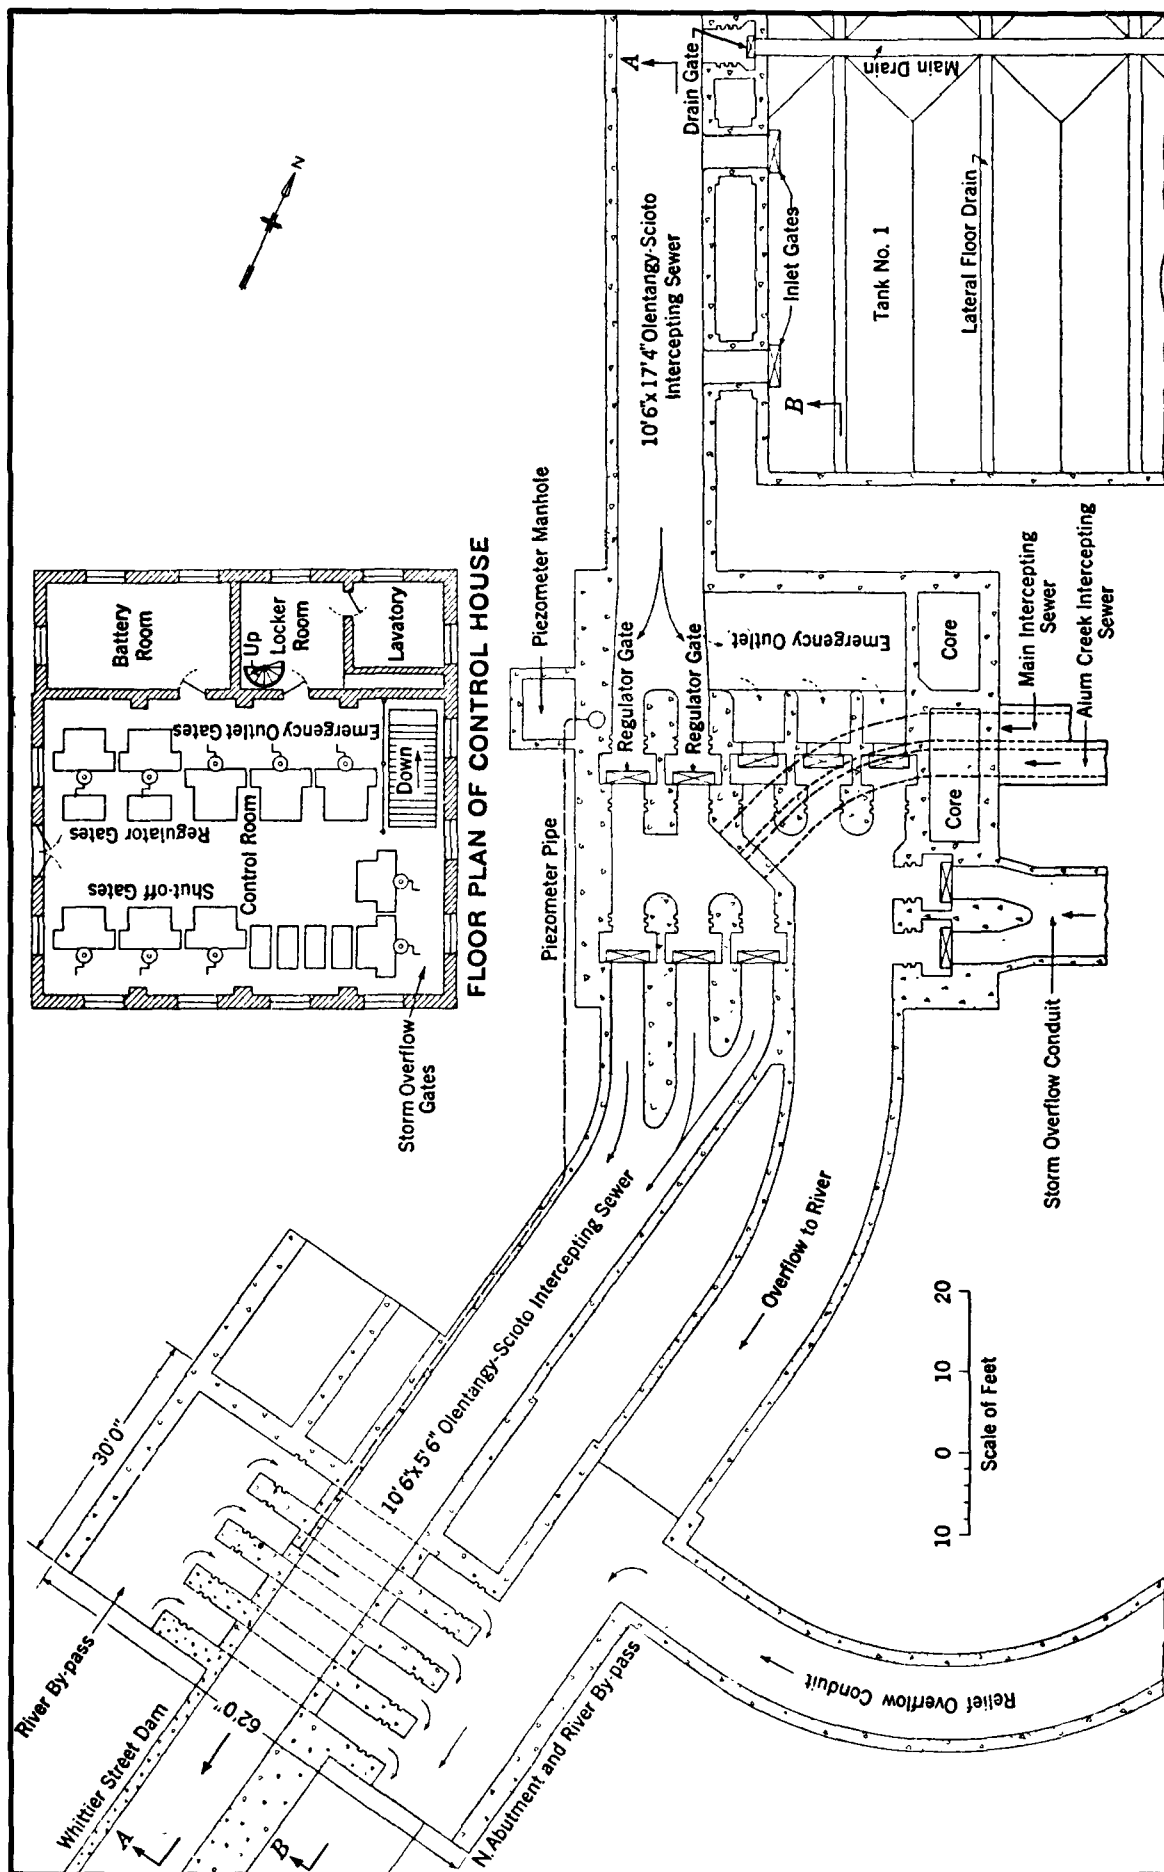 N
Battery
Room
Up
Locker
Room
Lavatory
Emergency Outlet Gates
Down
Regulator Gates
Control Room
Shut-off Gates
Storm Overflow
Gates
FLOOR PLAN OF CONTROL HOUSE
A
Drain Gate
Main Drain
10'6"x 17'4" Olentangy-Scioto
Intercepting Sewer
Inlet Gates
Tank No. 1
Lateral Floor Drain
B
Piezometer Manhole
Regulator Gate
Regulator Gate
Emergency Outlet
Core
Main Intercepting
Sewer
Alum Creek Intercepting
Sewer
Core
Piezometer Pipe
Storm Overflow Conduit
10'6"x 5'6" Olentangy-Scioto Intercepting Sewer
Overflow to River
30'0"
62'0"
River By-pass
Whittier Street Dam
A
B
N. Abutment and River By-pass
Relief Overflow Conduit
10 0 10 20
Scale of Feet